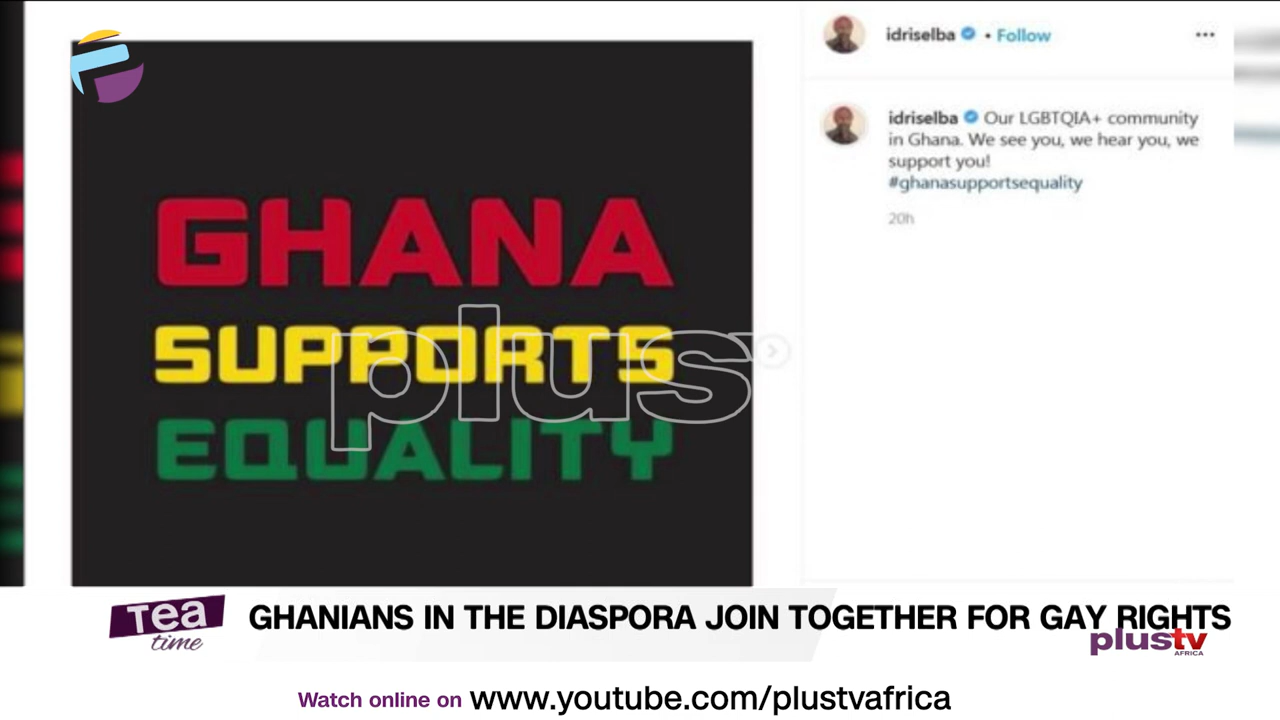 idriselba • Follow
idriselba Our LGBTQIA+ community
in Ghana. We see you, we hear you, we
support you!
#ghanasupportsequality
20h
GHANA
SUPPORTS
EQUALITY
plus
Tea
time
GHANIANS IN THE DIASPORA JOIN TOGETHER FOR GAY RIGHTS
plustv
AFRICA
Watch online on www.youtube.com/plustvafrica